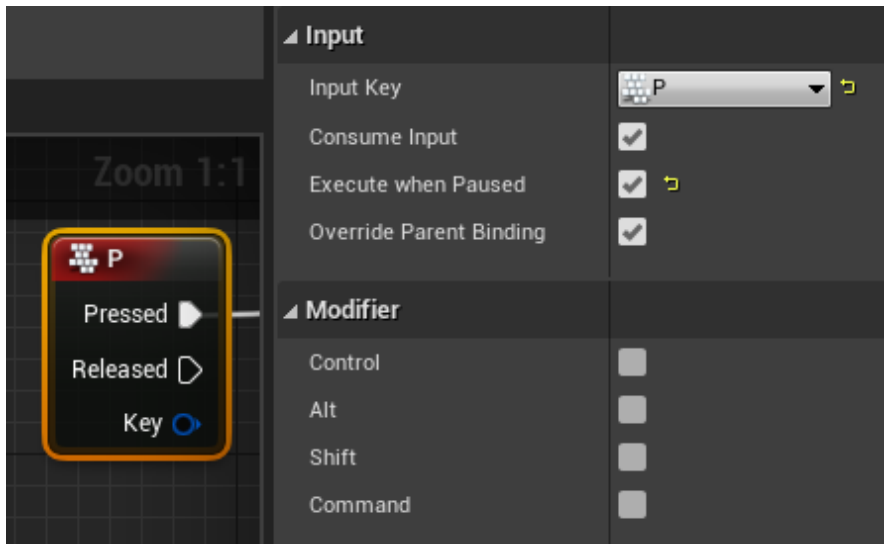 Zoom 1:1
P
Pressed
Released
Key
Input
Input Key
P
Consume Input
Execute when Paused
Override Parent Binding
Modifier
Control
Alt
Shift
Command